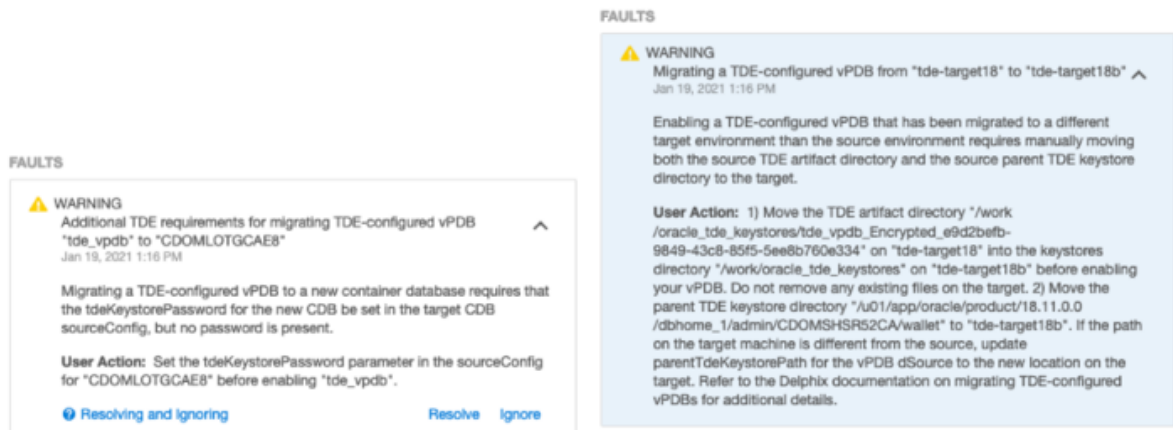 FAULTS
WARNING
Additional TDE requirements for migrating TDE-configured vPDB
"tde_vpdb" to "CDOMLOTGCAE8"
Jan 19, 2021 1:16 PM
Migrating a TDE-configured vPDB to a new container database requires that
the tdeKeystorePassword for the new CDB be set in the target CDB
sourceConfig, but no password is present.
User Action: Set the tdeKeystorePassword parameter in the sourceConfig
for "CDOMLOTGCAE8" before enabling "tde_vpdb".
Resolving and Ignoring Resolve Ignore
FAULTS
WARNING
Migrating a TDE-configured vPDB from "tde-target18" to "tde-target18b"
Jan 19, 2021 1:16 PM
Enabling a TDE-configured vPDB that has been migrated to a different
target environment than the source environment requires manually moving
both the source TDE artifact directory and the source parent TDE keystore
directory to the target.
User Action: 1) Move the TDE artifact directory "/work
/oracle_tde_keystores/tde_vpdb_Encrypted_e9d2befb-
9849-43c8-85f5-5ee8b760e334" on "tde-target18" into the keystores
directory "/work/oracle_tde_keystores" on "tde-target18b" before enabling
your vPDB. Do not remove any existing files on the target. 2) Move the
parent TDE keystore directory "/u01/app/oracle/product/18.11.0.0
/dbhome_1/admin/CDOMSHSR52CA/wallet" to "tde-target18b". If the path
on the target machine is different from the source, update
parentTdeKeystorePath for the vPDB dSource to the new location on the
target. Refer to the Delphix documentation on migrating TDE-configured
vPDBs for additional details.